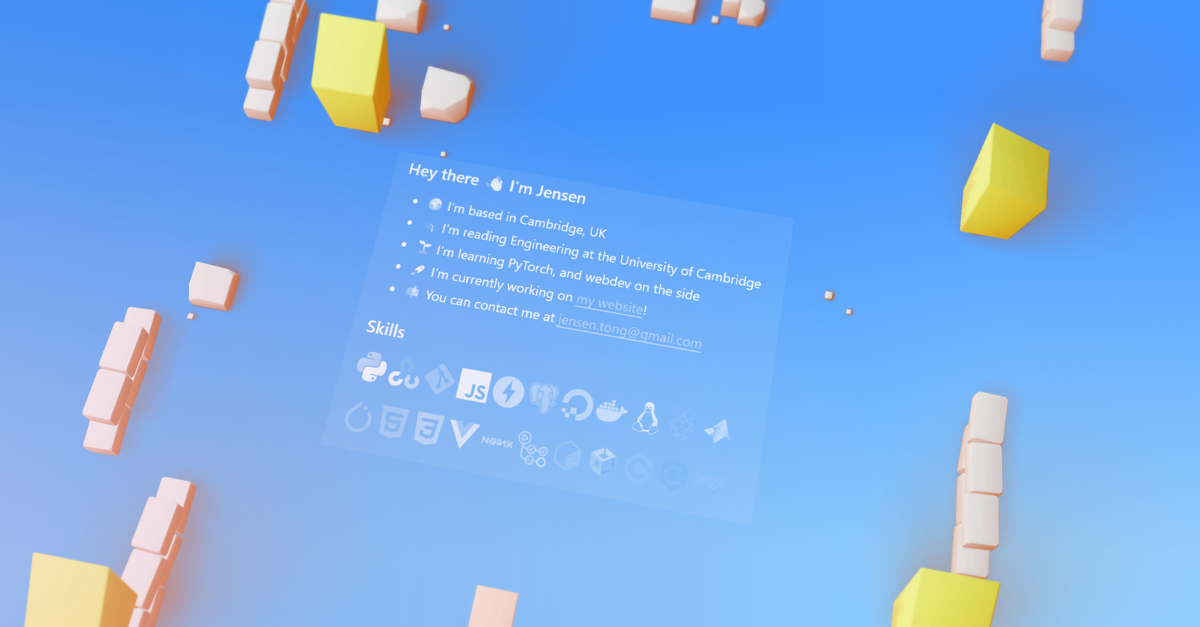 Hey there 👋 I'm Jensen
I'm based in Cambridge, UK
I'm reading Engineering at the University of Cambridge
I'm learning PyTorch, and webdev on the side
I'm currently working on my website!
You can contact me at jensen.tong@gmail.com
Skills
JS
NGINX